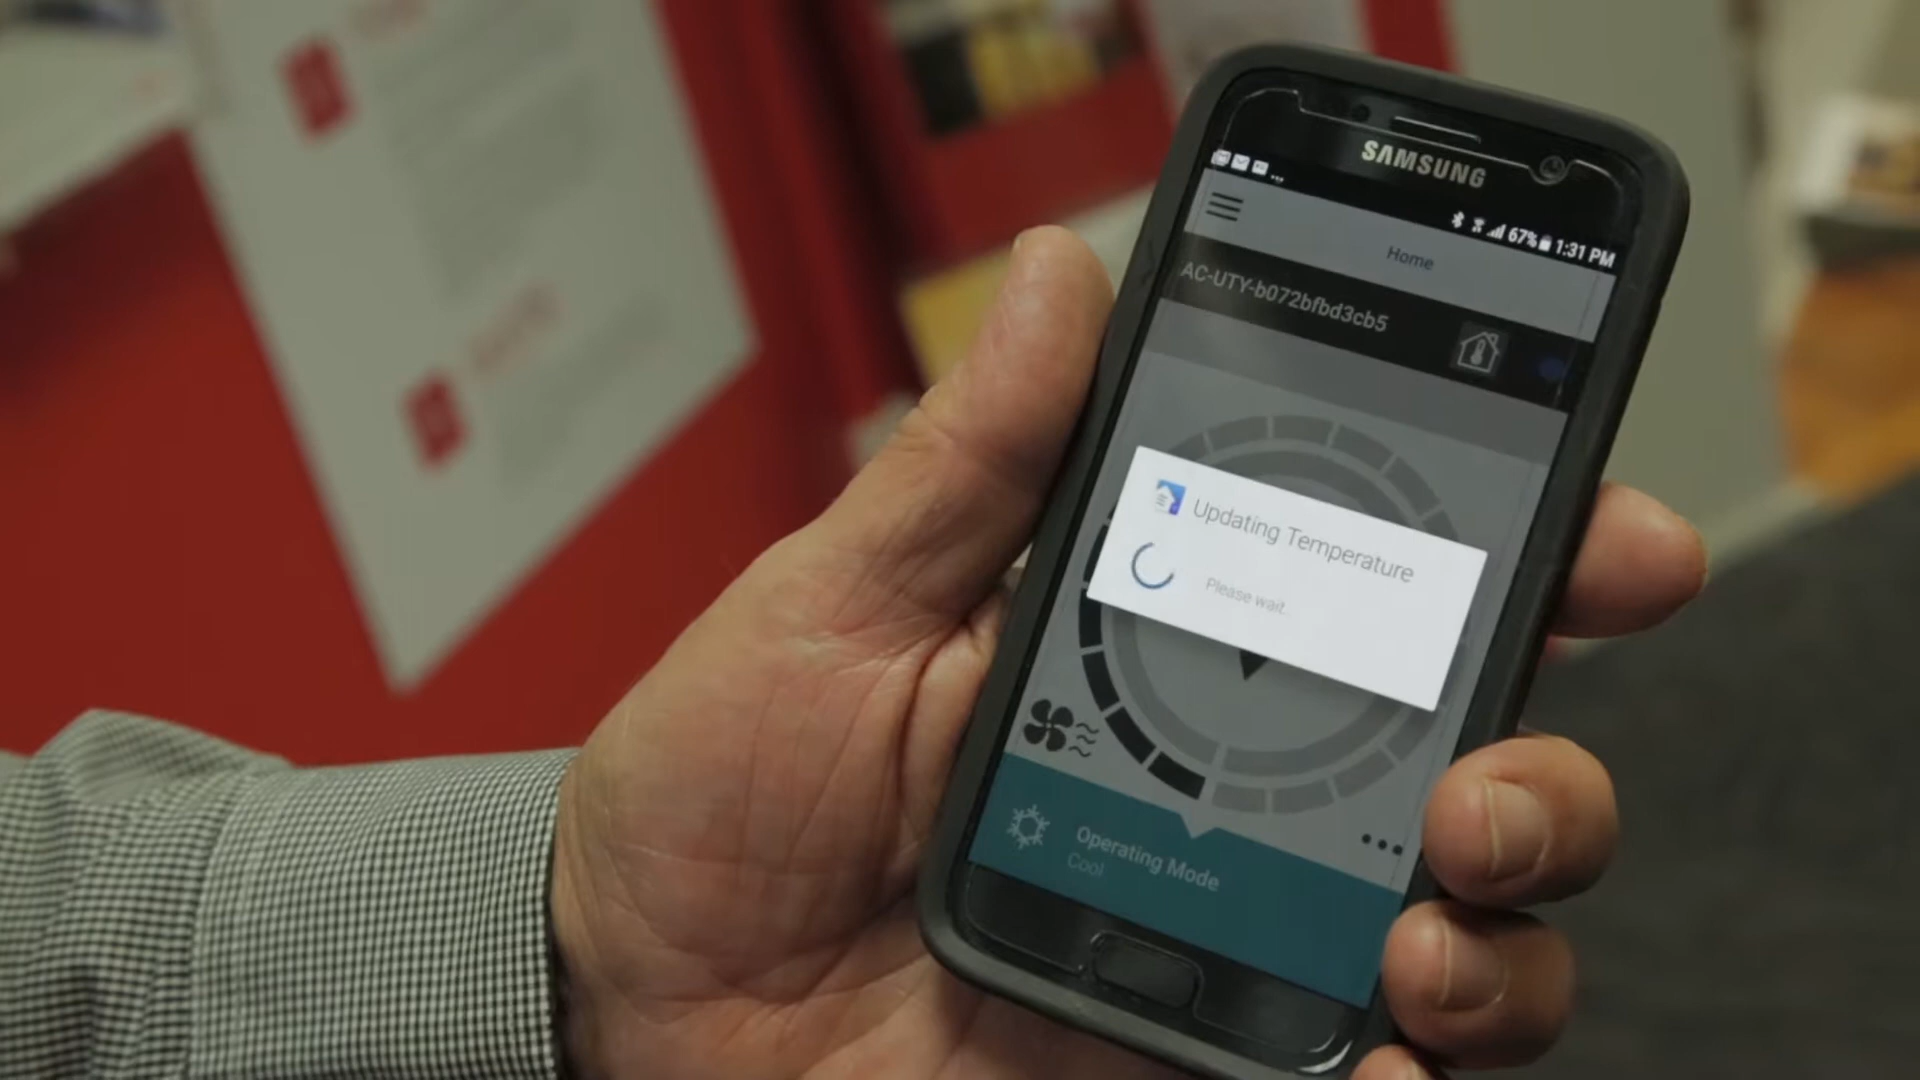 SAMSUNG
67% 1:31 PM
Home
AC-UTY-b072bfbd3cb5
Updating Temperature
Please wait...
Operating Mode
Cool